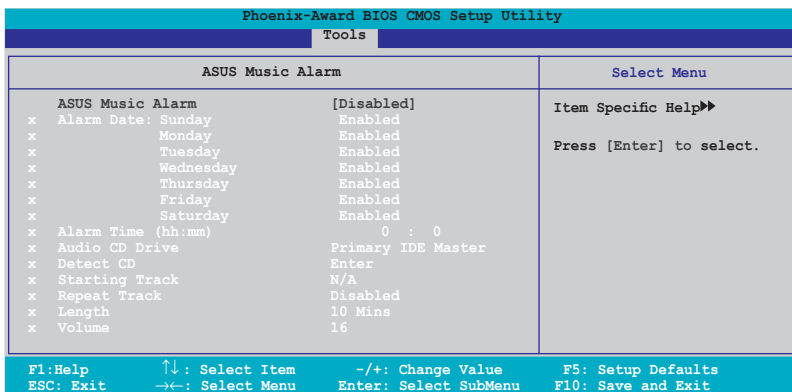 Phoenix-Award BIOS CMOS Setup Utility
Tools
ASUS Music Alarm
Select Menu
ASUS Music Alarm [Disabled]
x Alarm Date: Sunday Enabled
x Monday Enabled
x Tuesday Enabled
x Wednesday Enabled
x Thursday Enabled
x Friday Enabled
x Saturday Enabled
x Alarm Time (hh:mm) 0 : 0
x Audio CD Drive Primary IDE Master
x Detect CD Enter
x Starting Track N/A
x Repeat Track Disabled
x Length 10 Mins
x Volume 16
Item Specific Help
Press [Enter] to select.
F1:Help ↑↓ : Select Item -/+: Change Value F5: Setup Defaults
ESC: Exit →←: Select Menu Enter: Select SubMenu F10: Save and Exit